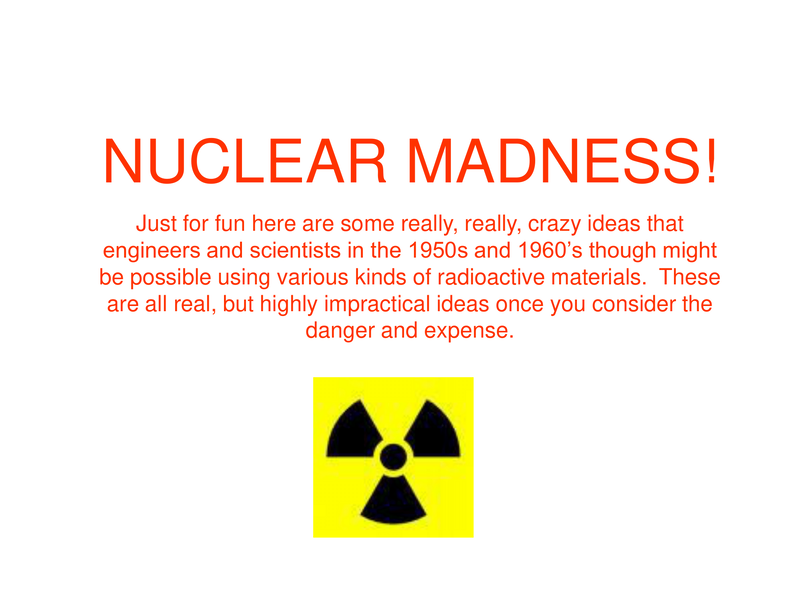 NUCLEAR MADNESS!
Just for fun here are some really, really, crazy ideas that
engineers and scientists in the 1950s and 1960's though might
be possible using various kinds of radioactive materials.  These
are all real, but highly impractical ideas once you consider the
danger and expense.